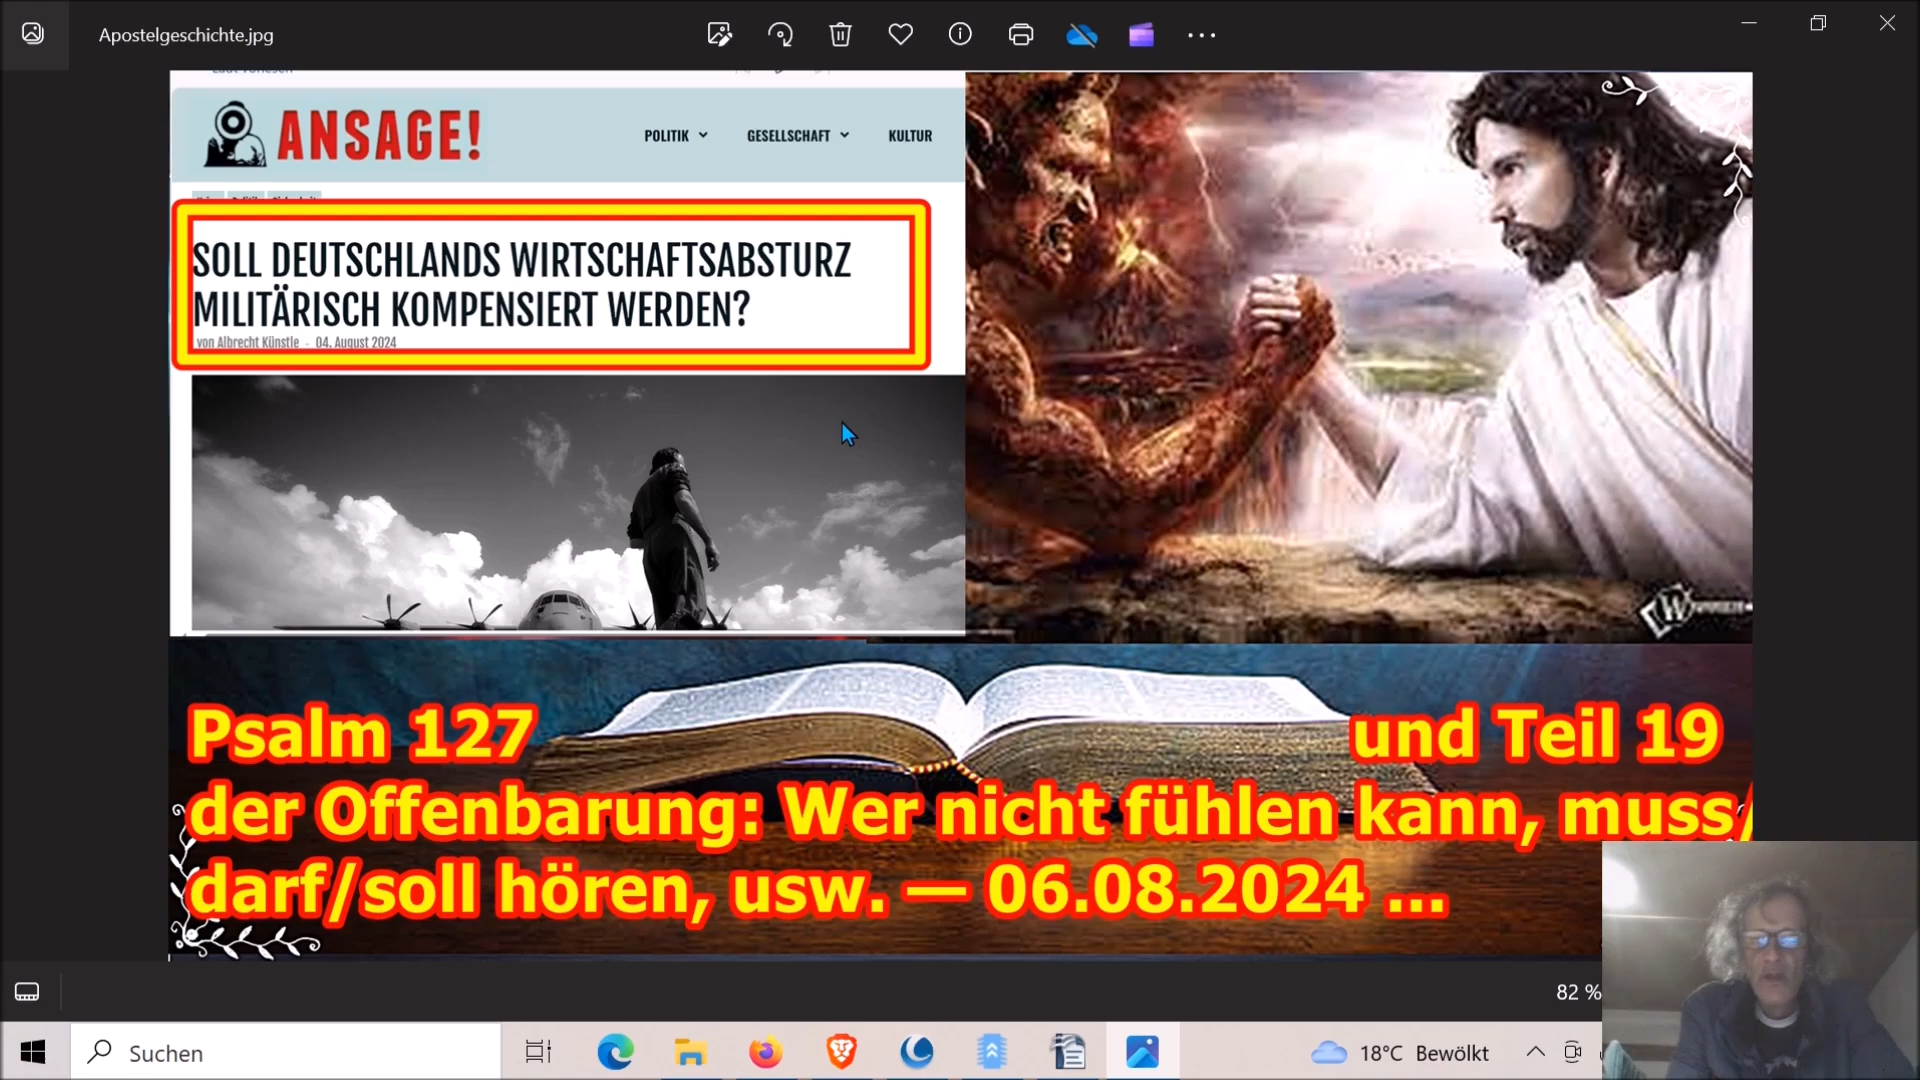 Apostelgeschichte.jpg
ANSAGE!
POLITIK
GESELLSCHAFT
KULTUR
SOLL DEUTSCHLANDS WIRTSCHAFTSABSTURZ
MILITÄRISCH KOMPENSIERT WERDEN?
von Albrecht Künstle - 04. August 2024
Psalm 127 und Teil 19
der Offenbarung: Wer nicht fühlen kann, muss/
darf/soll hören, usw. — 06.08.2024 ...
82 %
Suchen
18°C Bewölkt